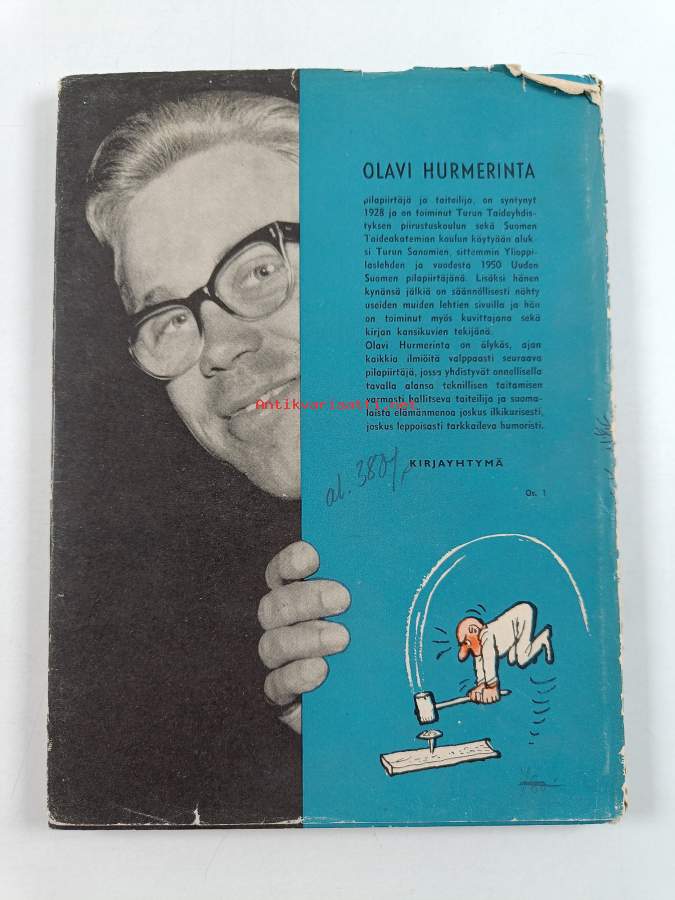 OLAVI HURMERINTA
pilapiirtäjä ja taiteilija, on syntynyt
1928 ja on toiminut Turun Taideyhdis-
tyksen piirustuskoulun sekä Suomen
Taideakatemian koulun käytyään aluk-
si Turun Sanomien, sittemmin Ylioppi-
laslehden ja vuodesta 1950 Uuden
Suomen pilapiirtäjänä. Lisäksi hänen
kynänsä jälkiä on säännöllisesti nähty
useiden muiden lehtien sivuilla ja hän
on toiminut myös kuvittajana sekä
kirjan kansikuvien tekijänä.
Olavi Hurmerinta on älykäs, ajan
kaikkia ilmiöitä valppaasti seuraava
pilapiirtäjä, jossa yhdistyvät onnellisella
tavalla alansa teknillisen taitamisen
varmasti hallitseva taiteilija ja suoma-
laista elämänmenoa joskus ilkikurisesti,
joskus leppoisasti tarkkaileva humoristi.
Antikvariaatti.net
KIRJAYHTYMÄ
Ov. 1